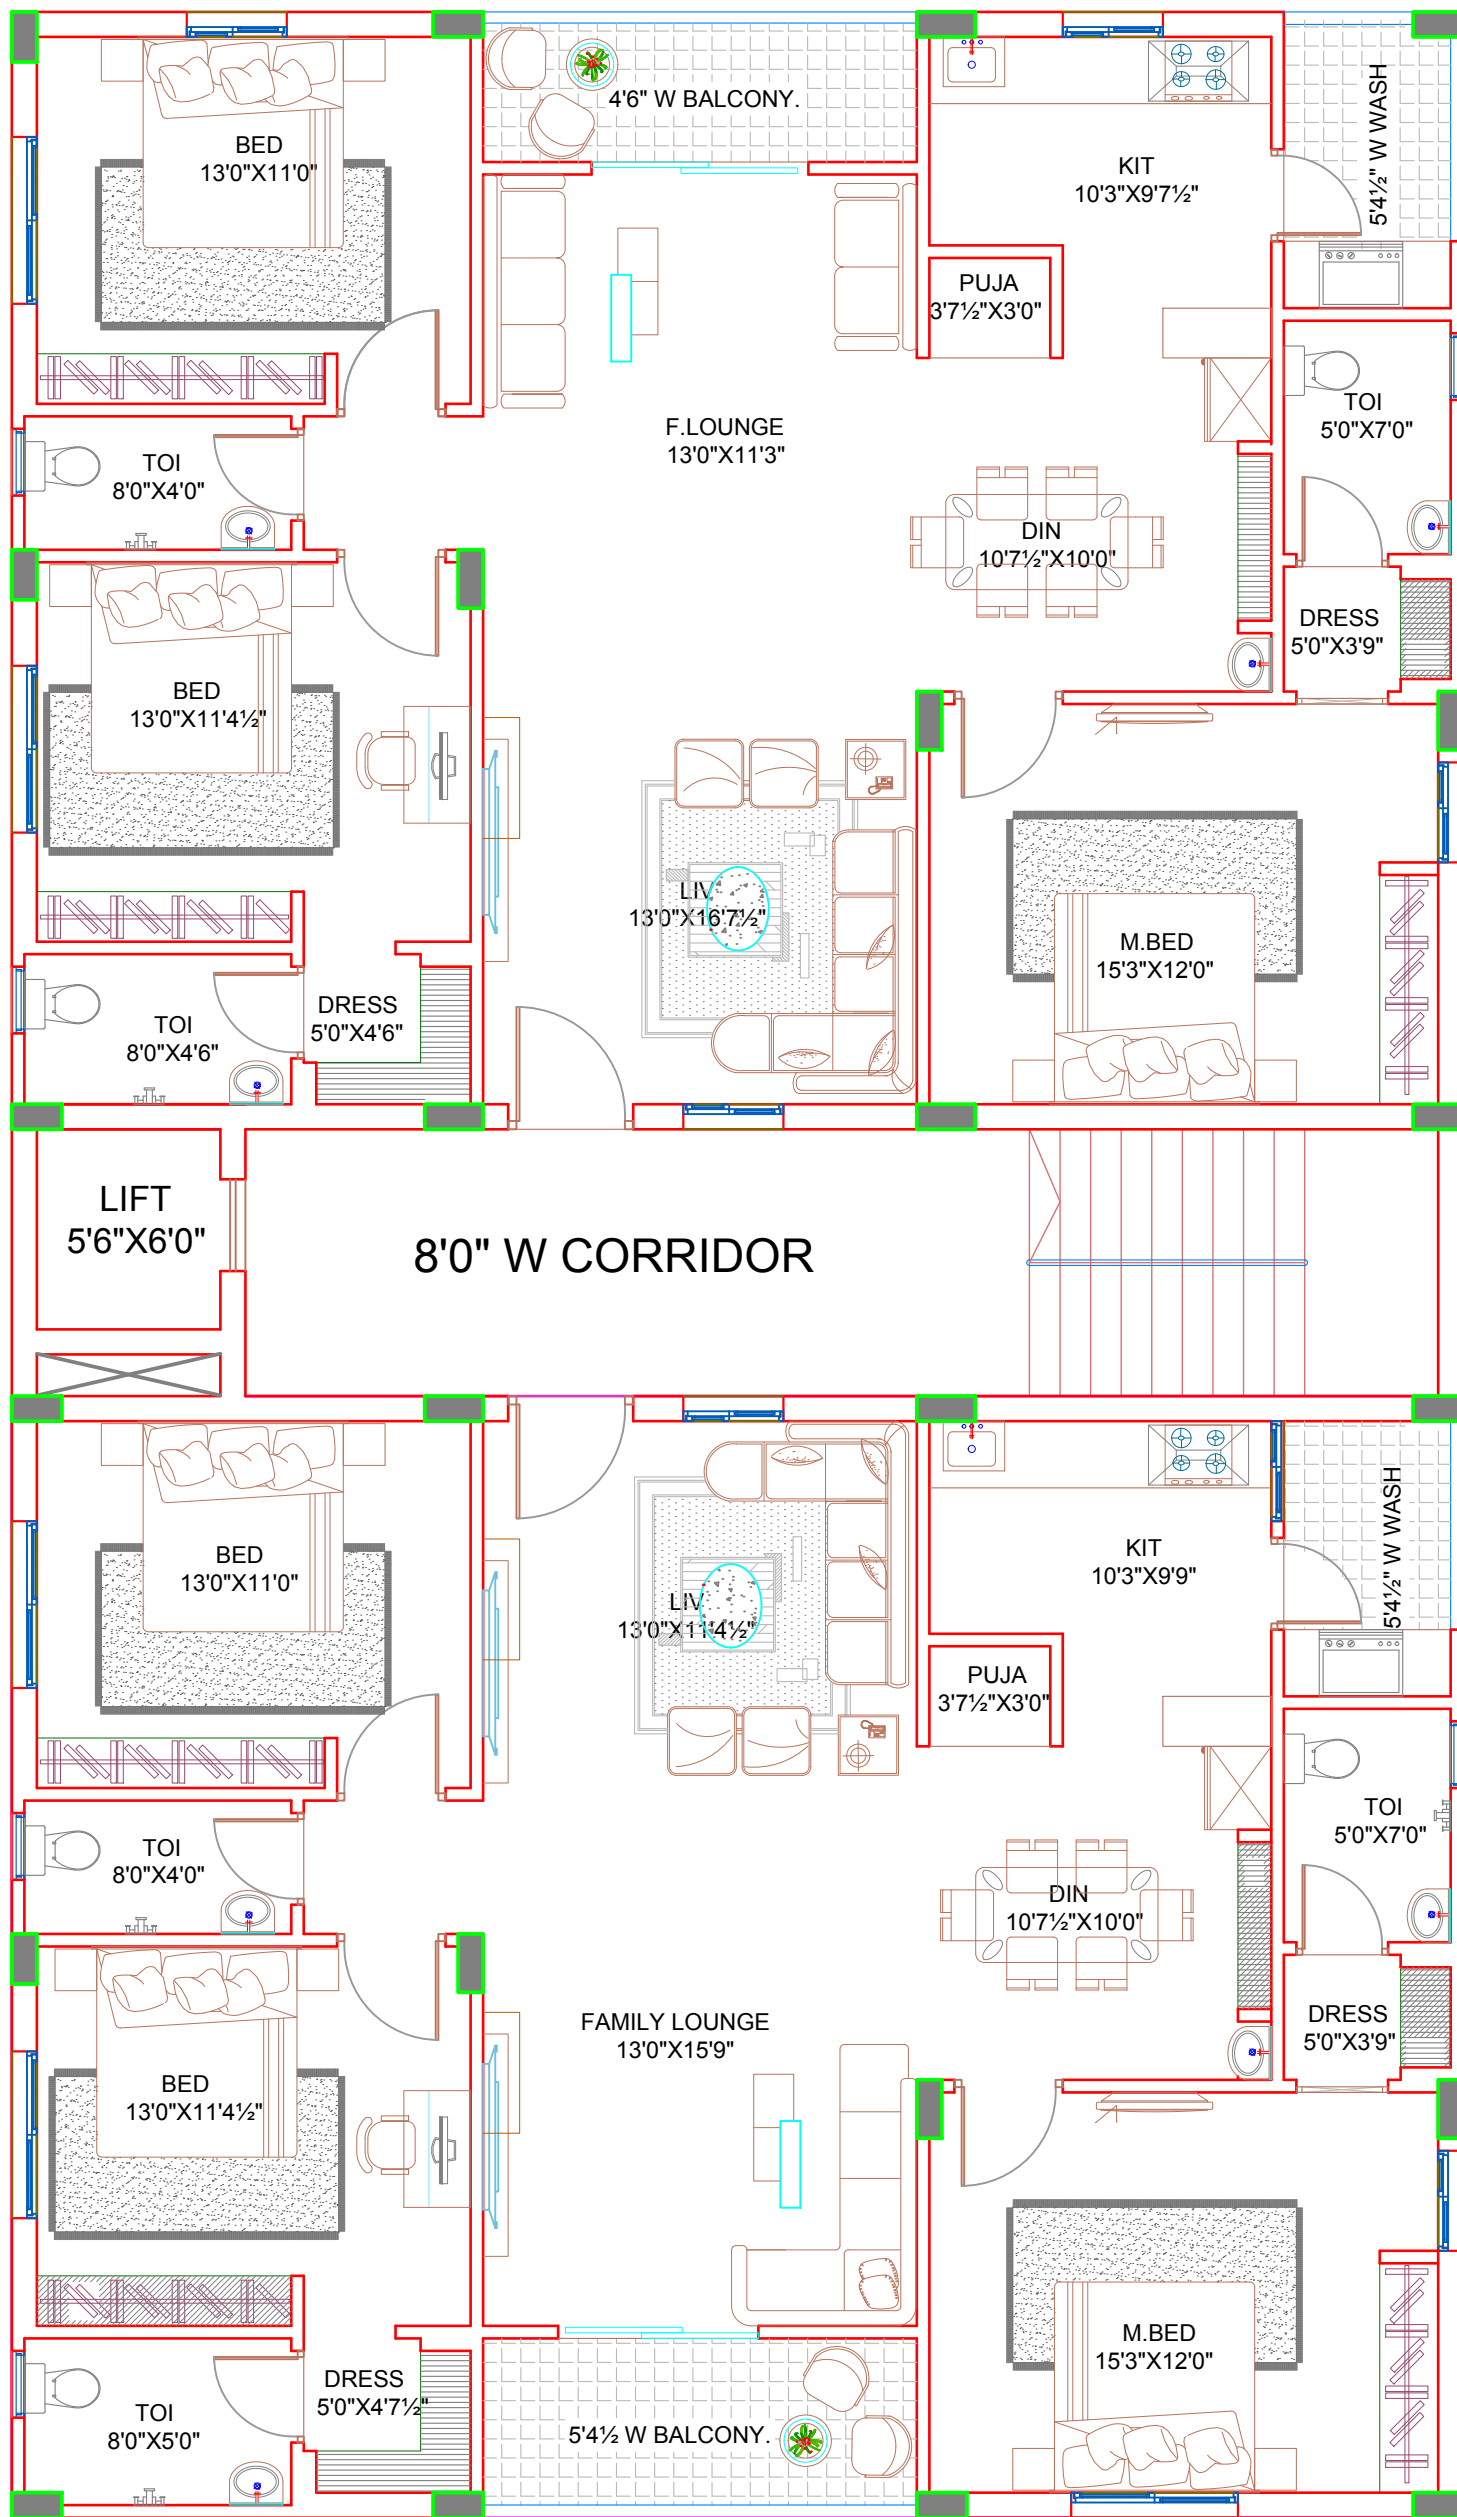 4'6" W BALCONY.
BED
13'0"X11'0"
KIT
10'3"X9'7½"
5'4½" W WASH
PUJA
3'7½"X3'0"
TOI
5'0"X7'0"
F.LOUNGE
13'0"X11'3"
TOI
8'0"X4'0"
DIN
10'7½"X10'0"
DRESS
5'0"X3'9"
BED
13'0"X11'4½"
LIV
13'0"X16'7½"
M.BED
15'3"X12'0"
DRESS
5'0"X4'6"
TOI
8'0"X4'6"
LIFT
5'6"X6'0"
8'0" W CORRIDOR
BED
13'0"X11'0"
KIT
10'3"X9'9"
5'4½" W WASH
LIV
13'0"X11'4½"
PUJA
3'7½"X3'0"
TOI
5'0"X7'0"
TOI
8'0"X4'0"
DIN
10'7½"X10'0"
DRESS
5'0"X3'9"
FAMILY LOUNGE
13'0"X15'9"
BED
13'0"X11'4½"
M.BED
15'3"X12'0"
DRESS
5'0"X4'7½"
TOI
8'0"X5'0"
5'4½ W BALCONY.